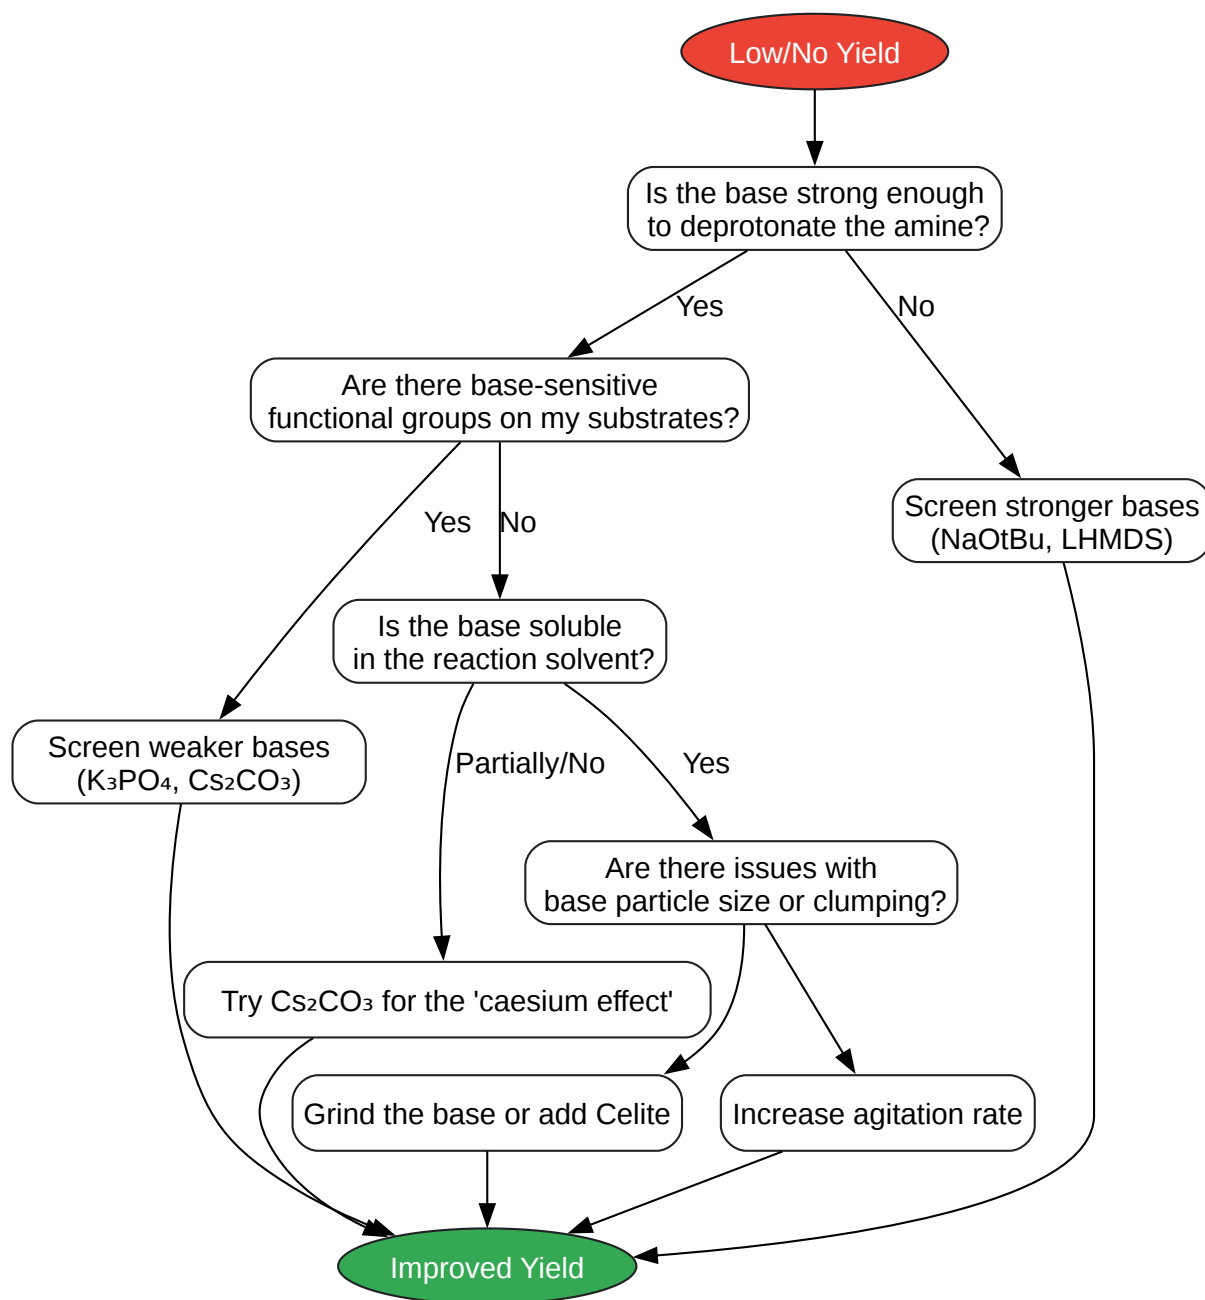 Low/No Yield
Is the base strong enough
to deprotonate the amine?
Yes
No
Are there base-sensitive
functional groups on my substrates?
Screen stronger bases
(NaOtBu, LHMDS)
Yes
No
Is the base soluble
in the reaction solvent?
Screen weaker bases
(K₃PO₄, Cs₂CO₃)
Partially/No
Yes
Are there issues with
base particle size or clumping?
Try Cs₂CO₃ for the 'caesium effect'
Grind the base or add Celite
Increase agitation rate
Improved Yield